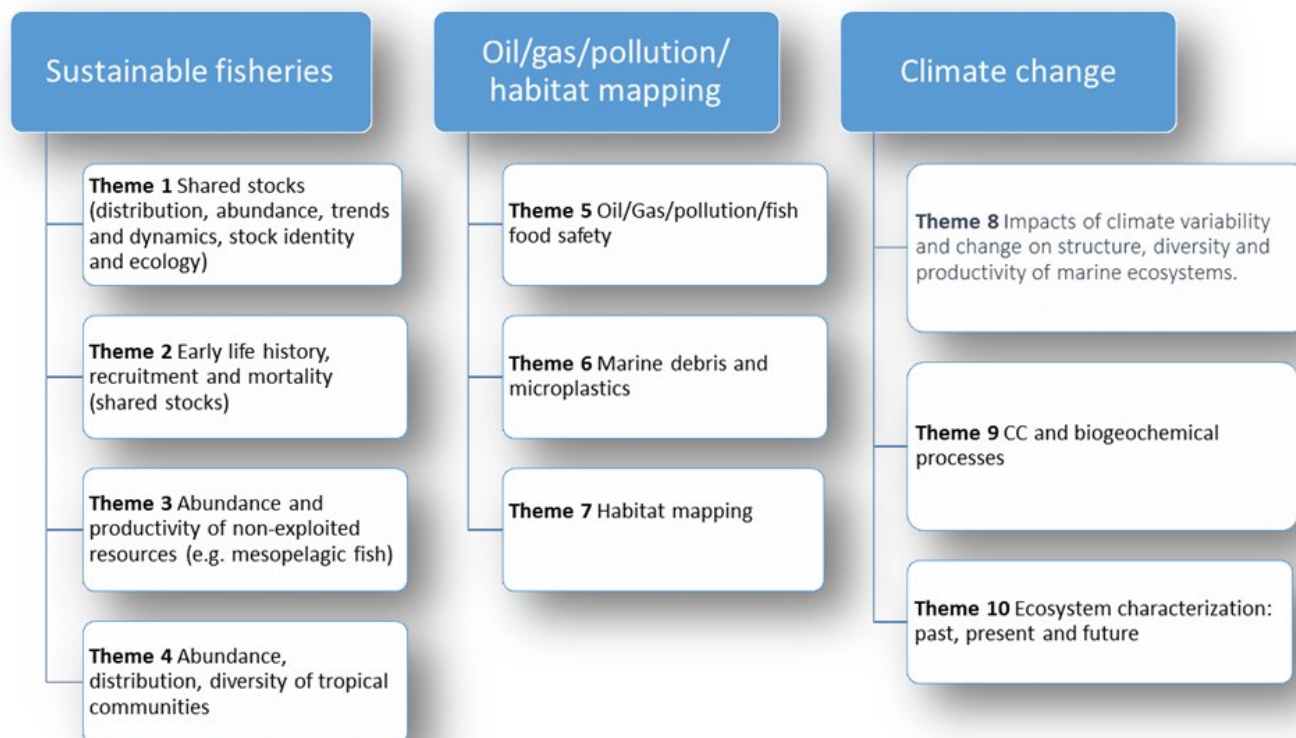 Sustainable fisheries
Theme 1 Shared stocks
(distribution, abundance, trends
and dynamics, stock identity
and ecology)
Theme 2 Early life history,
recruitment and mortality
(shared stocks)
Theme 3 Abundance and
productivity of non-exploited
resources (e.g. mesopelagic fish)
Theme 4 Abundance,
distribution, diversity of tropical
communities
Oil/gas/pollution/
habitat mapping
Theme 5 Oil/Gas/pollution/fish
food safety
Theme 6 Marine debris and
microplastics
Theme 7 Habitat mapping
Climate change
Theme 8 Impacts of climate variability
and change on structure, diversity and
productivity of marine ecosystems.
Theme 9 CC and biogeochemical
processes
Theme 10 Ecosystem characterization:
past, present and future